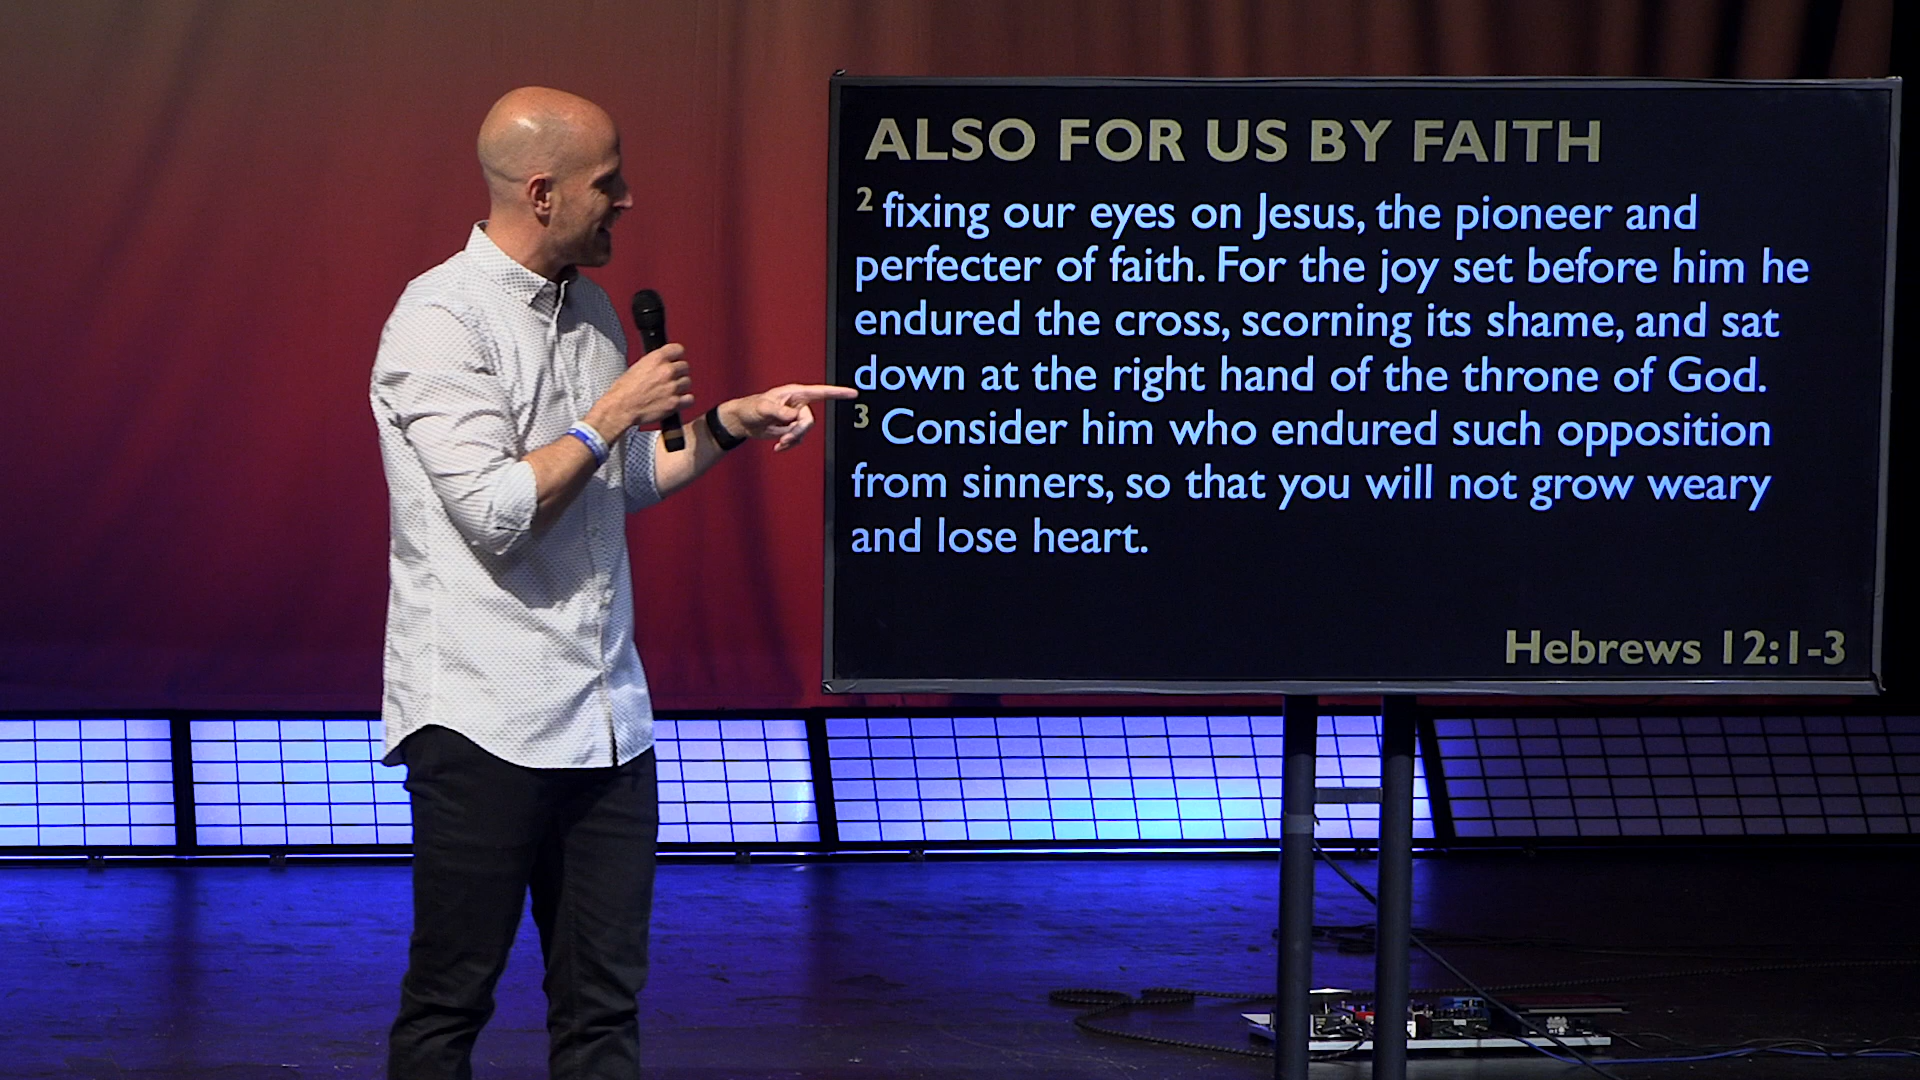 ALSO FOR US BY FAITH
2 fixing our eyes on Jesus, the pioneer and
perfecter of faith. For the joy set before him he
endured the cross, scorning its shame, and sat
down at the right hand of the throne of God.
3 Consider him who endured such opposition
from sinners, so that you will not grow weary
and lose heart.
Hebrews 12:1-3